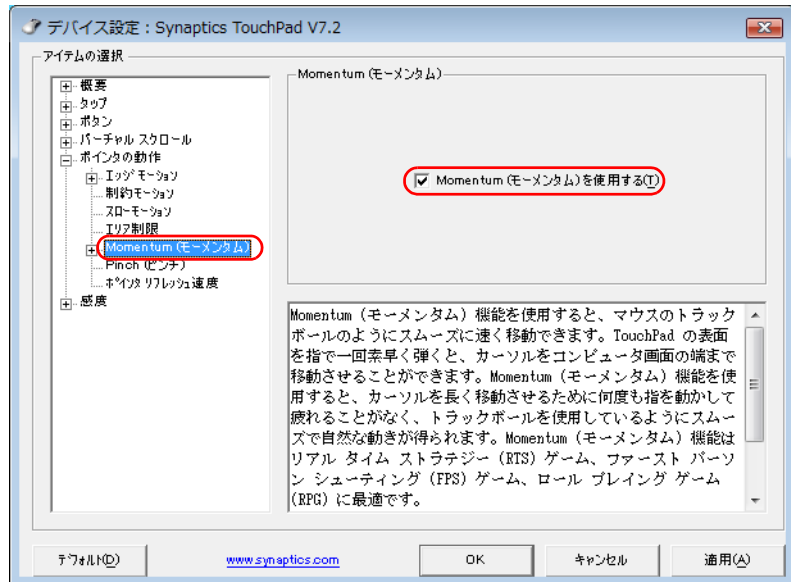 デバイス設定：Synaptics TouchPad V7.2
アイテムの選択
概要
タップ
ボタン
バーチャル スクロール
ポインタの動作
エッジ モーション
制約モーション
スローモーション
エリア制限
Momentum (モーメンタム)
Pinch (ピンチ)
ポインタ リフレッシュ速度
感度
Momentum (モーメンタム)
Momentum (モーメンタム)を使用する(T)
Momentum（モーメンタム）機能を使用すると、マウスのトラック
ボールのようにスムーズに速く移動できます。TouchPad の表面
を指で一回素早く弾くと、カーソルをコンピュータ画面の端まで
移動させることができます。Momentum（モーメンタム）機能を使
用すると、カーソルを長く移動させるために何度も指を動かして
疲れることがなく、トラックボールを使用しているようにスムー
ズで自然な動きが得られます。Momentum（モーメンタム）機能は
リアル タイム ストラテジー (RTS) ゲーム、ファースト パーソ
ン シューティング (FPS) ゲーム、ロール プレイング ゲーム
(RPG) に最適です。
デフォルト(D)
www.synaptics.com
OK
キャンセル
適用(A)